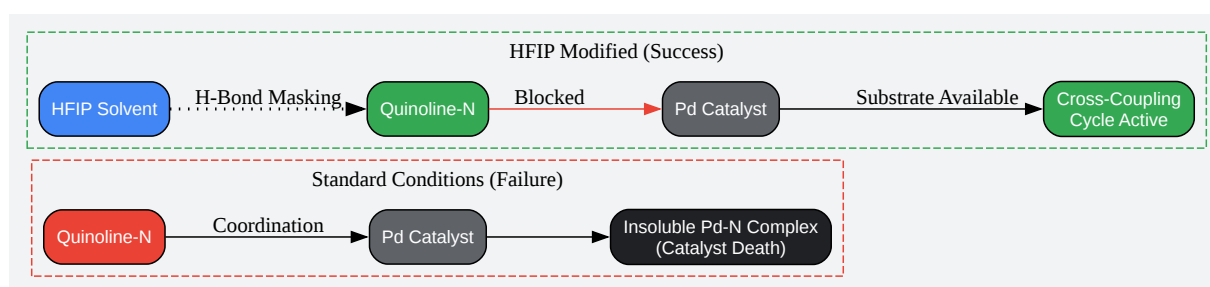 HFIP Modified (Success)
HFIP Solvent
H-Bond Masking
Quinoline-N
Blocked
Pd Catalyst
Substrate Available
Cross-Coupling
Cycle Active
Standard Conditions (Failure)
Quinoline-N
Coordination
Pd Catalyst
Insoluble Pd-N Complex
(Catalyst Death)